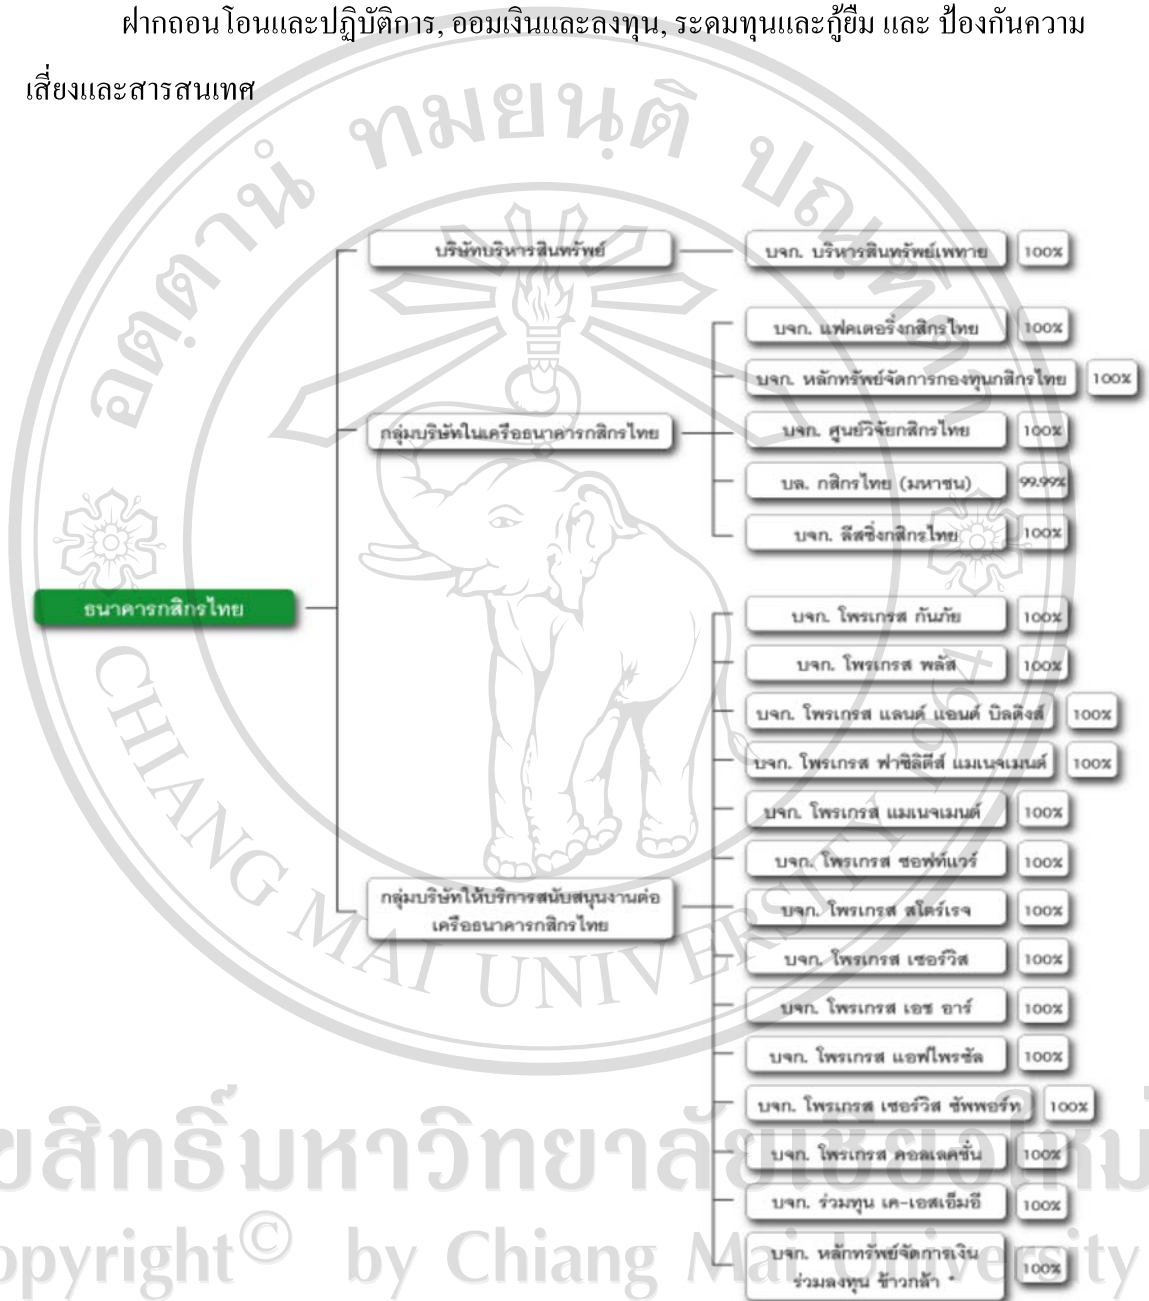 ฝากถอนโอนและปฏิบัติการ, ออมเงินและลงทุน, ระดมทุนและกู้ยืม และ ป้องกันความ
เสี่ยงและสารสนเทศ
อตฺตานํ ทมยนฺติ ปณฺฑิตา
บริษัทบริหารสินทรัพย์
บจก. บริหารสินทรัพย์เพทาย 100%
บจก. แฟคเตอริ่งกสิกรไทย 100%
บจก. หลักทรัพย์จัดการกองทุนกสิกรไทย 100%
กลุ่มบริษัทในเครือธนาคารกสิกรไทย
บจก. ศูนย์วิจัยกสิกรไทย 100%
บล. กสิกรไทย (มหาชน) 99.99%
บจก. ลีสซิ่งกสิกรไทย 100%
ธนาคารกสิกรไทย
บจก. โพรเกรส กันภัย 100%
บจก. โพรเกรส พลัส 100%
บจก. โพรเกรส แลนด์ แอนด์ บิลดิงส์ 100%
บจก. โพรเกรส ฟาซิลิตีส์ แมเนจเมนต์ 100%
บจก. โพรเกรส แมเนจเมนต์ 100%
บจก. โพรเกรส ซอฟท์แวร์ 100%
กลุ่มบริษัทให้บริการสนับสนุนงานต่อ
เครือธนาคารกสิกรไทย
บจก. โพรเกรส สโตร์เรจ 100%
บจก. โพรเกรส เซอร์วิส 100%
บจก. โพรเกรส เอช อาร์ 100%
บจก. โพรเกรส แอพไพรซัล 100%
บจก. โพรเกรส เซอร์วิส ซัพพอร์ท 100%
บจก. โพรเกรส คอลเลคชั่น 100%
บจก. ร่วมทุน เค-เอสเอ็มอี 100%
บจก. หลักทรัพย์จัดการเงิน
ร่วมลงทุน ข้าวกล้า * 100%
CHIANG MAI UNIVERSITY 1964
ขสิทธิ์มหาวิทยาลัยเชียงใหม่
opyright© by Chiang Mai University